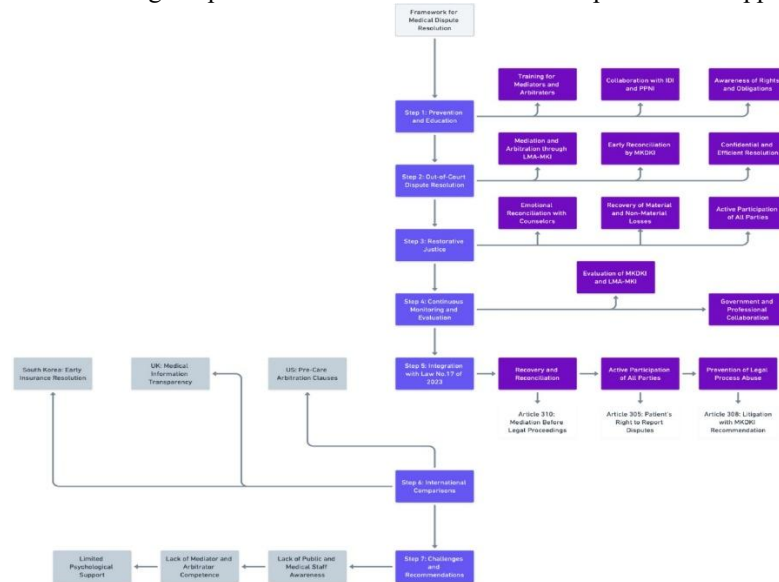 Framework for
Medical Dispute
Resolution
Training for
Mediators and
Arbitrators
Collaboration with IDI
and PPNI
Awareness of Rights
and Obligations
Step 1: Prevention
and Education
Mediation and
Arbitration through
LMA-MKI
Early Reconciliation
by MKDKI
Confidential and
Efficient Resolution
Step 2: Out-of-Court
Dispute Resolution
Emotional
Reconciliation with
Counselors
Recovery of Material
and Non-Material
Losses
Active Participation
of All Parties
Step 3: Restorative
Justice
Evaluation of MKDKI
and LMA-MKI
Step 4: Continuous
Monitoring and
Evaluation
Government and
Professional
Collaboration
South Korea: Early
Insurance Resolution
UK: Medical
Information
Transparency
US: Pre-Care
Arbitration Clauses
Step 5: Integration
with Law No.17 of
2023
Recovery and
Reconciliation
Active Participation
of All Parties
Prevention of Legal
Process Abuse
Article 310:
Mediation Before
Legal Proceedings
Article 305: Patient's
Right to Report
Disputes
Article 308: Litigation
with MKDKI
Recommendation
Step 6: International
Comparisons
Limited
Psychological
Support
Lack of Mediator and
Arbitrator
Competence
Lack of Public and
Medical Staff
Awareness
Step 7: Challenges
and
Recommendations